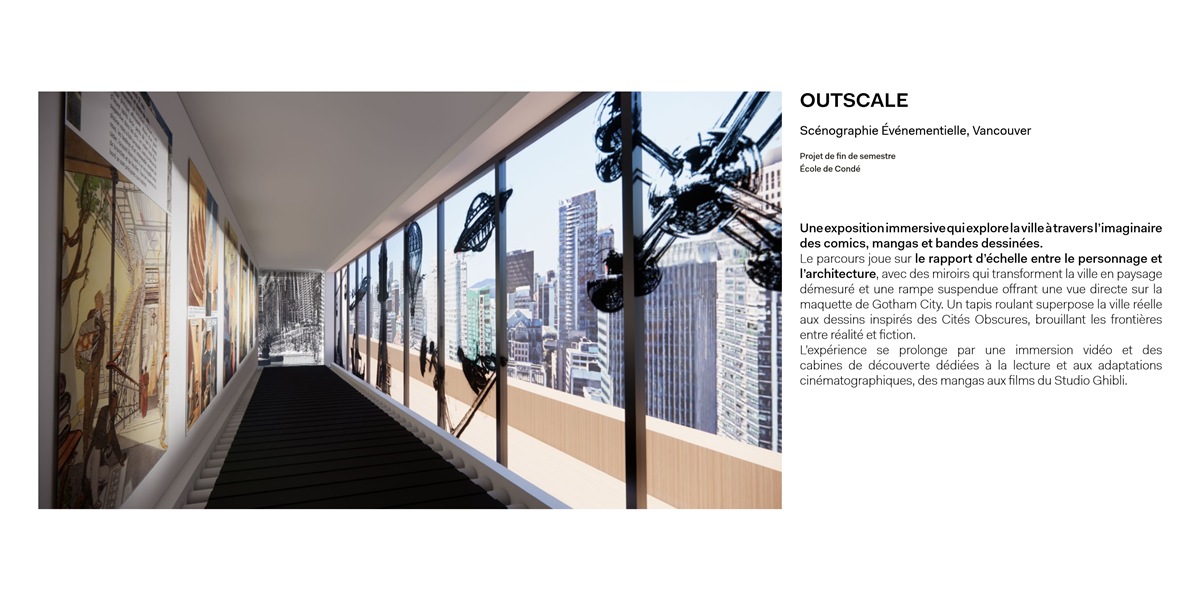 OUTSCALE
Scénographie Événementielle, Vancouver
Projet de fin de semestre
École de Condé
Une exposition immersive qui explore la ville à travers l'imaginaire
des comics, mangas et bandes dessinées.
Le parcours joue sur le rapport d'échelle entre le personnage et
l'architecture, avec des miroirs qui transforment la ville en paysage
démesuré et une rampe suspendue offrant une vue directe sur la
maquette de Gotham City. Un tapis roulant superpose la ville réelle
aux dessins inspirés des Cités Obscures, brouillant les frontières
entre réalité et fiction.
L'expérience se prolonge par une immersion vidéo et des
cabines de découverte dédiées à la lecture et aux adaptations
cinématographiques, des mangas aux films du Studio Ghibli.